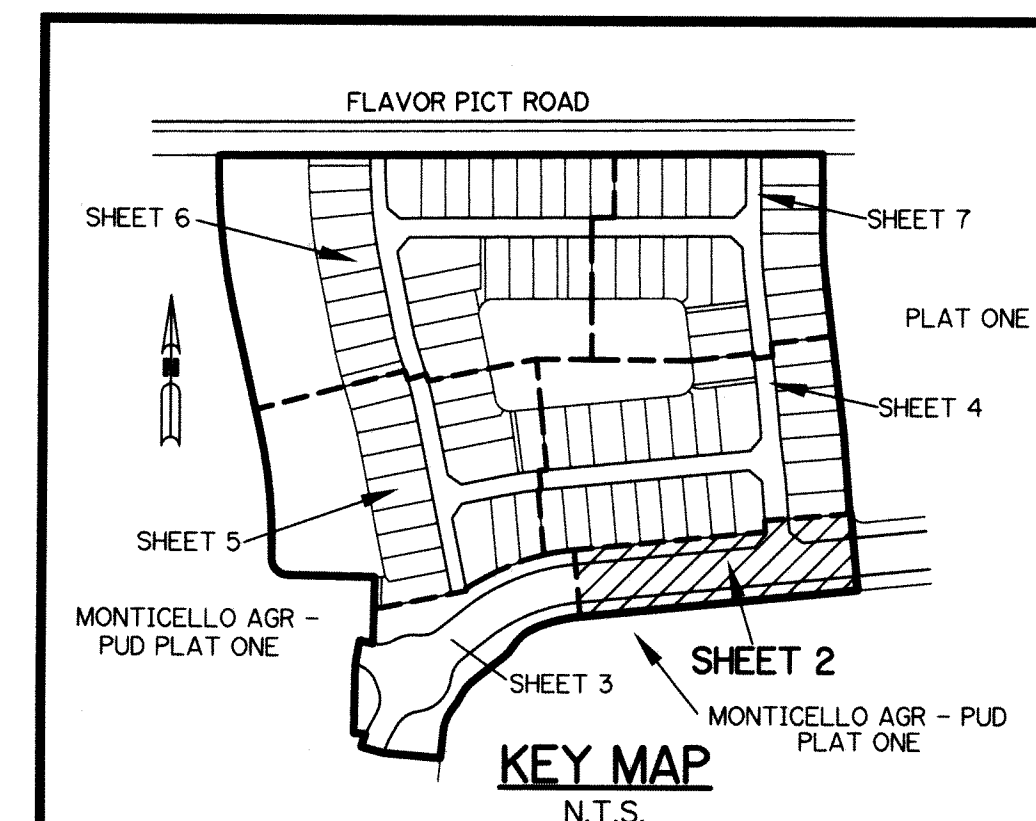 FLAVOR PICT ROAD
SHEET 6
SHEET 7
PLAT ONE
SHEET 4
SHEET 5
MONTICELLO AGR -
PUD PLAT ONE
SHEET 2
SHEET 3
MONTICELLO AGR - PUD
PLAT ONE
KEY MAP
N.T.S.